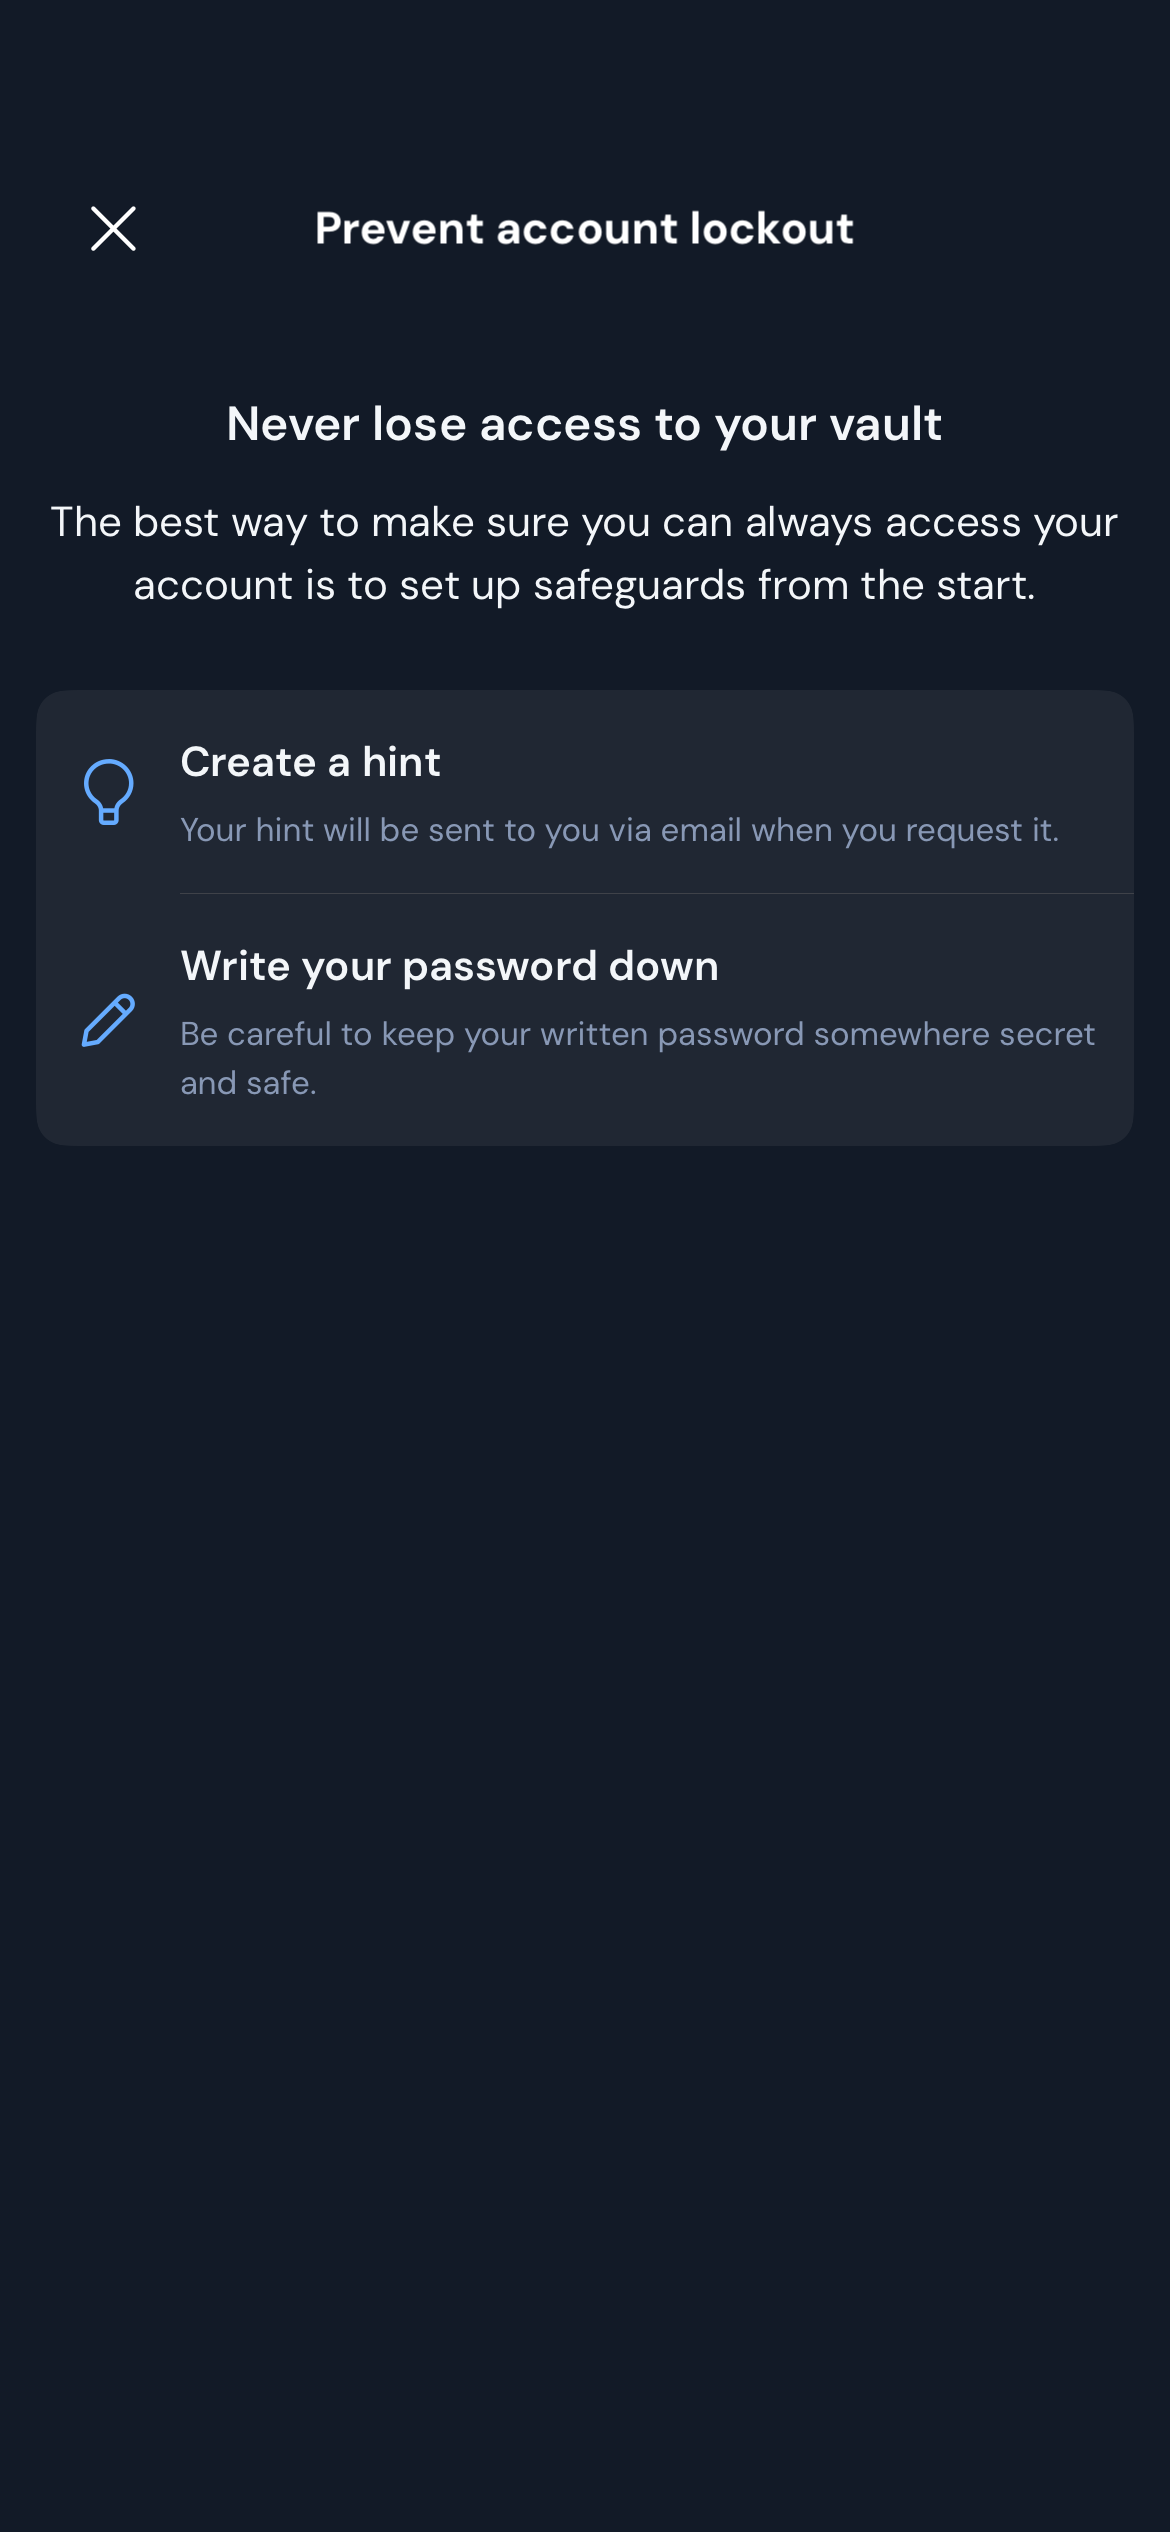 Prevent account lockout
Never lose access to your vault
The best way to make sure you can always access your
account is to set up safeguards from the start.
Create a hint
Your hint will be sent to you via email when you request it.
Write your password down
Be careful to keep your written password somewhere secret
and safe.